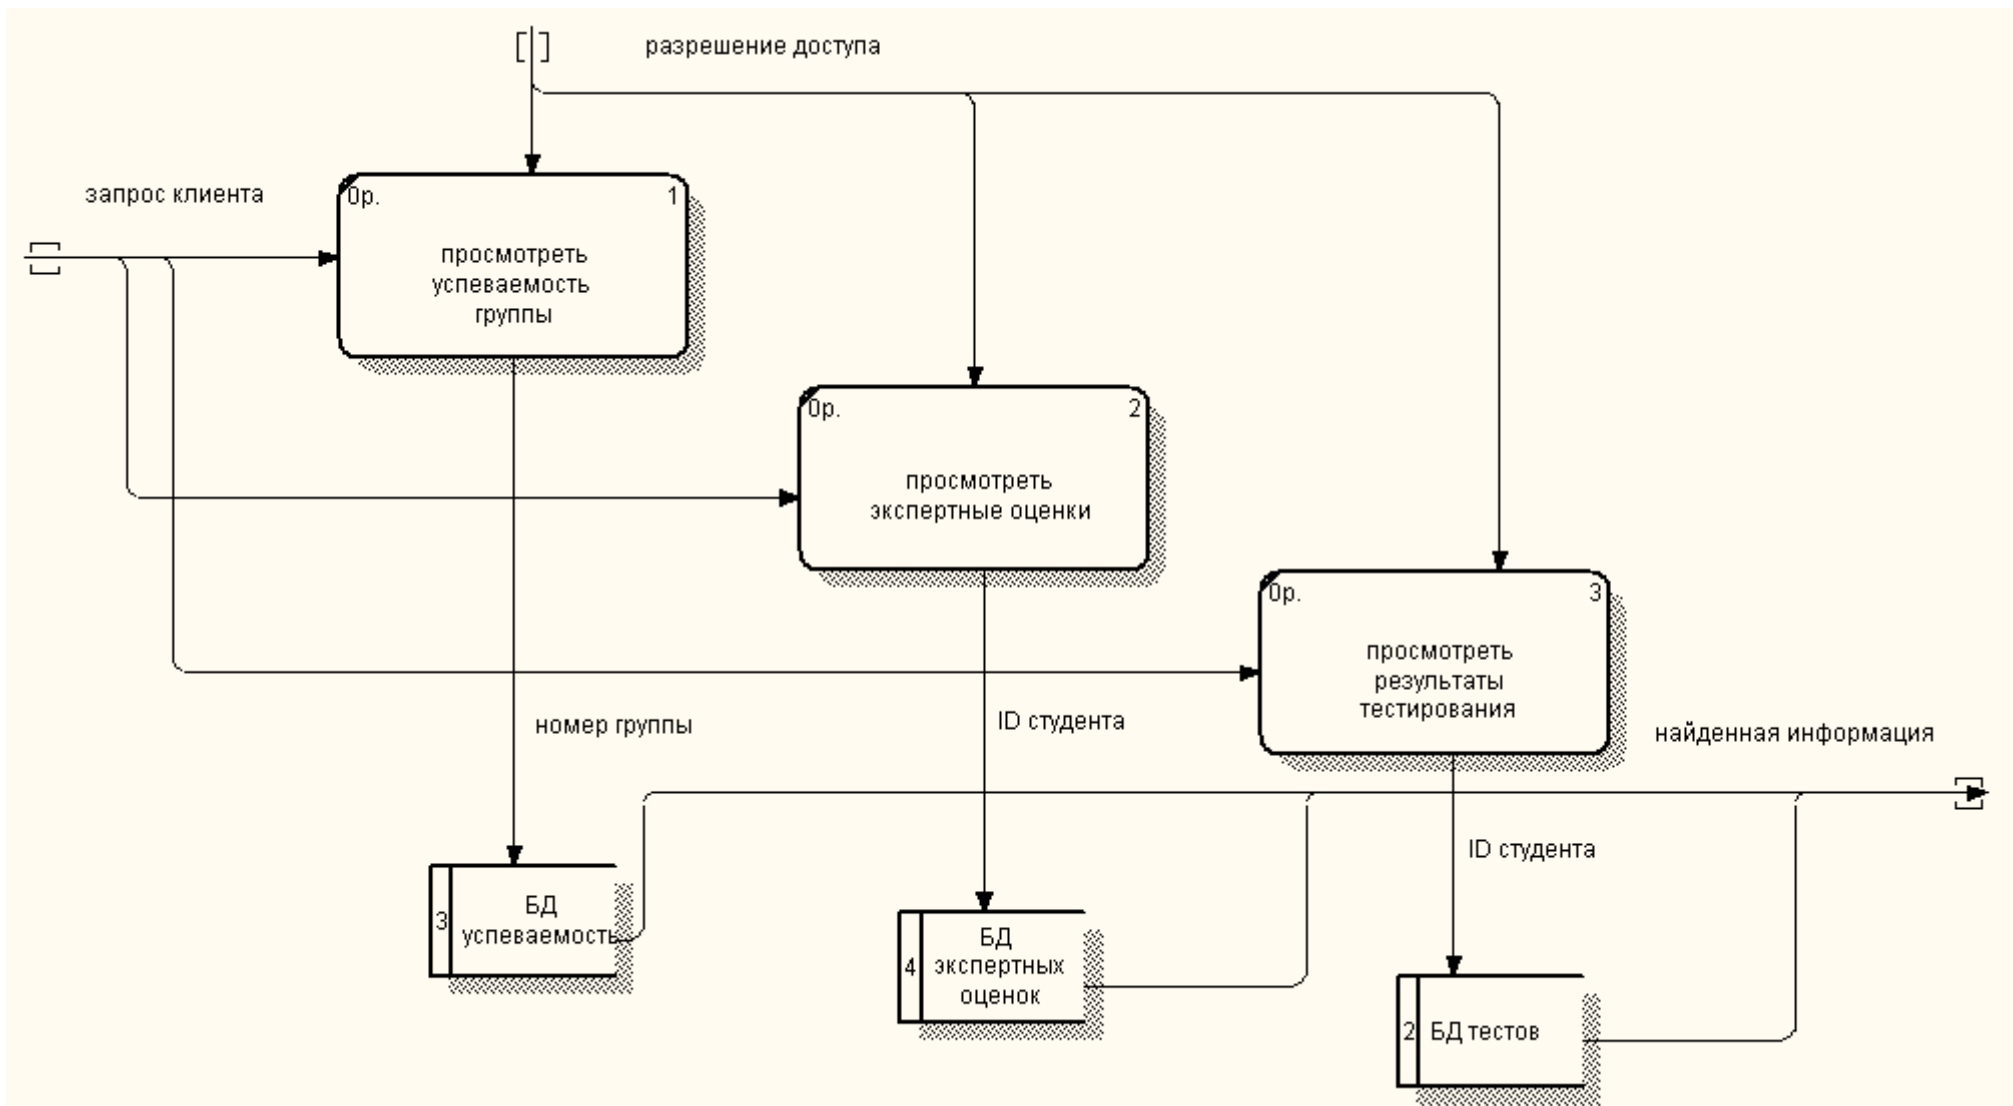 разрешение доступа
запрос клиента
0р.
1
просмотреть
успеваемость
группы
0р.
2
просмотреть
экспертные оценки
0р.
3
просмотреть
результаты
тестирования
номер группы
ID студента
найденная информация
ID студента
3
БД
успеваемость
4
БД
экспертных
оценок
2
БД тестов